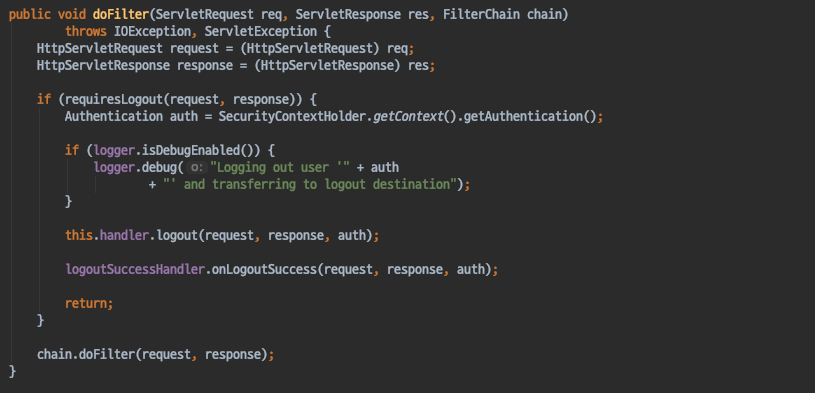 public void doFilter(ServletRequest req, ServletResponse res, FilterChain chain)
        throws IOException, ServletException {
    HttpServletRequest request = (HttpServletRequest) req;
    HttpServletResponse response = (HttpServletResponse) res;

    if (requiresLogout(request, response)) {
        Authentication auth = SecurityContextHolder.getContext().getAuthentication();

        if (logger.isDebugEnabled()) {
            logger.debug( o: "Logging out user '" + auth
                    + "' and transferring to logout destination");
        }

        this.handler.logout(request, response, auth);

        logoutSuccessHandler.onLogoutSuccess(request, response, auth);

        return;
    }

    chain.doFilter(request, response);
}